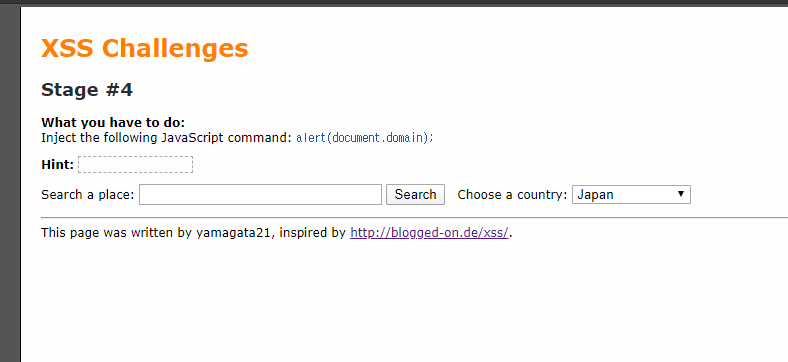 XSS Challenges
Stage #4
What you have to do:
Inject the following JavaScript command: alert(document.domain);
Hint:
Search a place: Search Choose a country: Japan
This page was written by yamagata21, inspired by http://blogged-on.de/xss/.